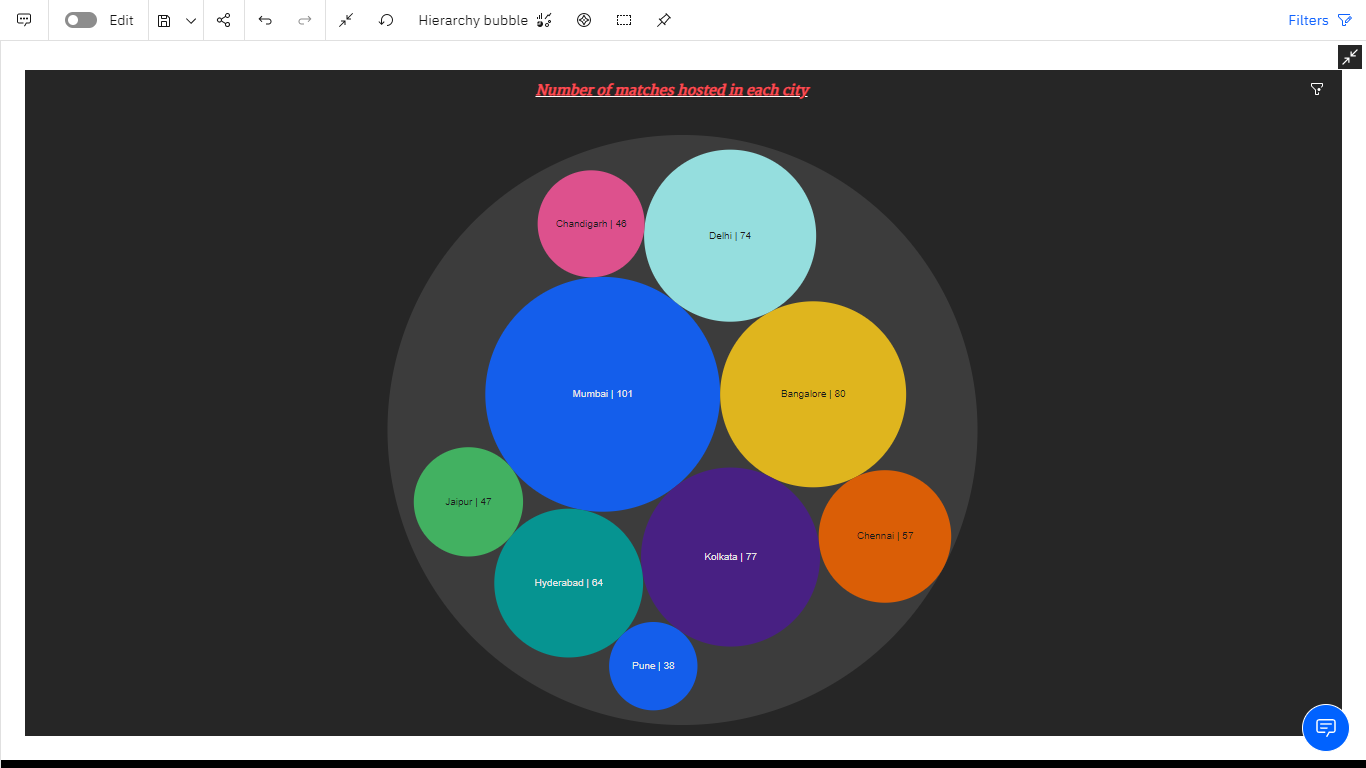 Edit
Hierarchy bubble
Filters
Number of matches hosted in each city
Chandigarh | 46
Delhi | 74
Mumbai | 101
Bangalore | 80
Jaipur | 47
Chennai | 57
Kolkata | 77
Hyderabad | 64
Pune | 38